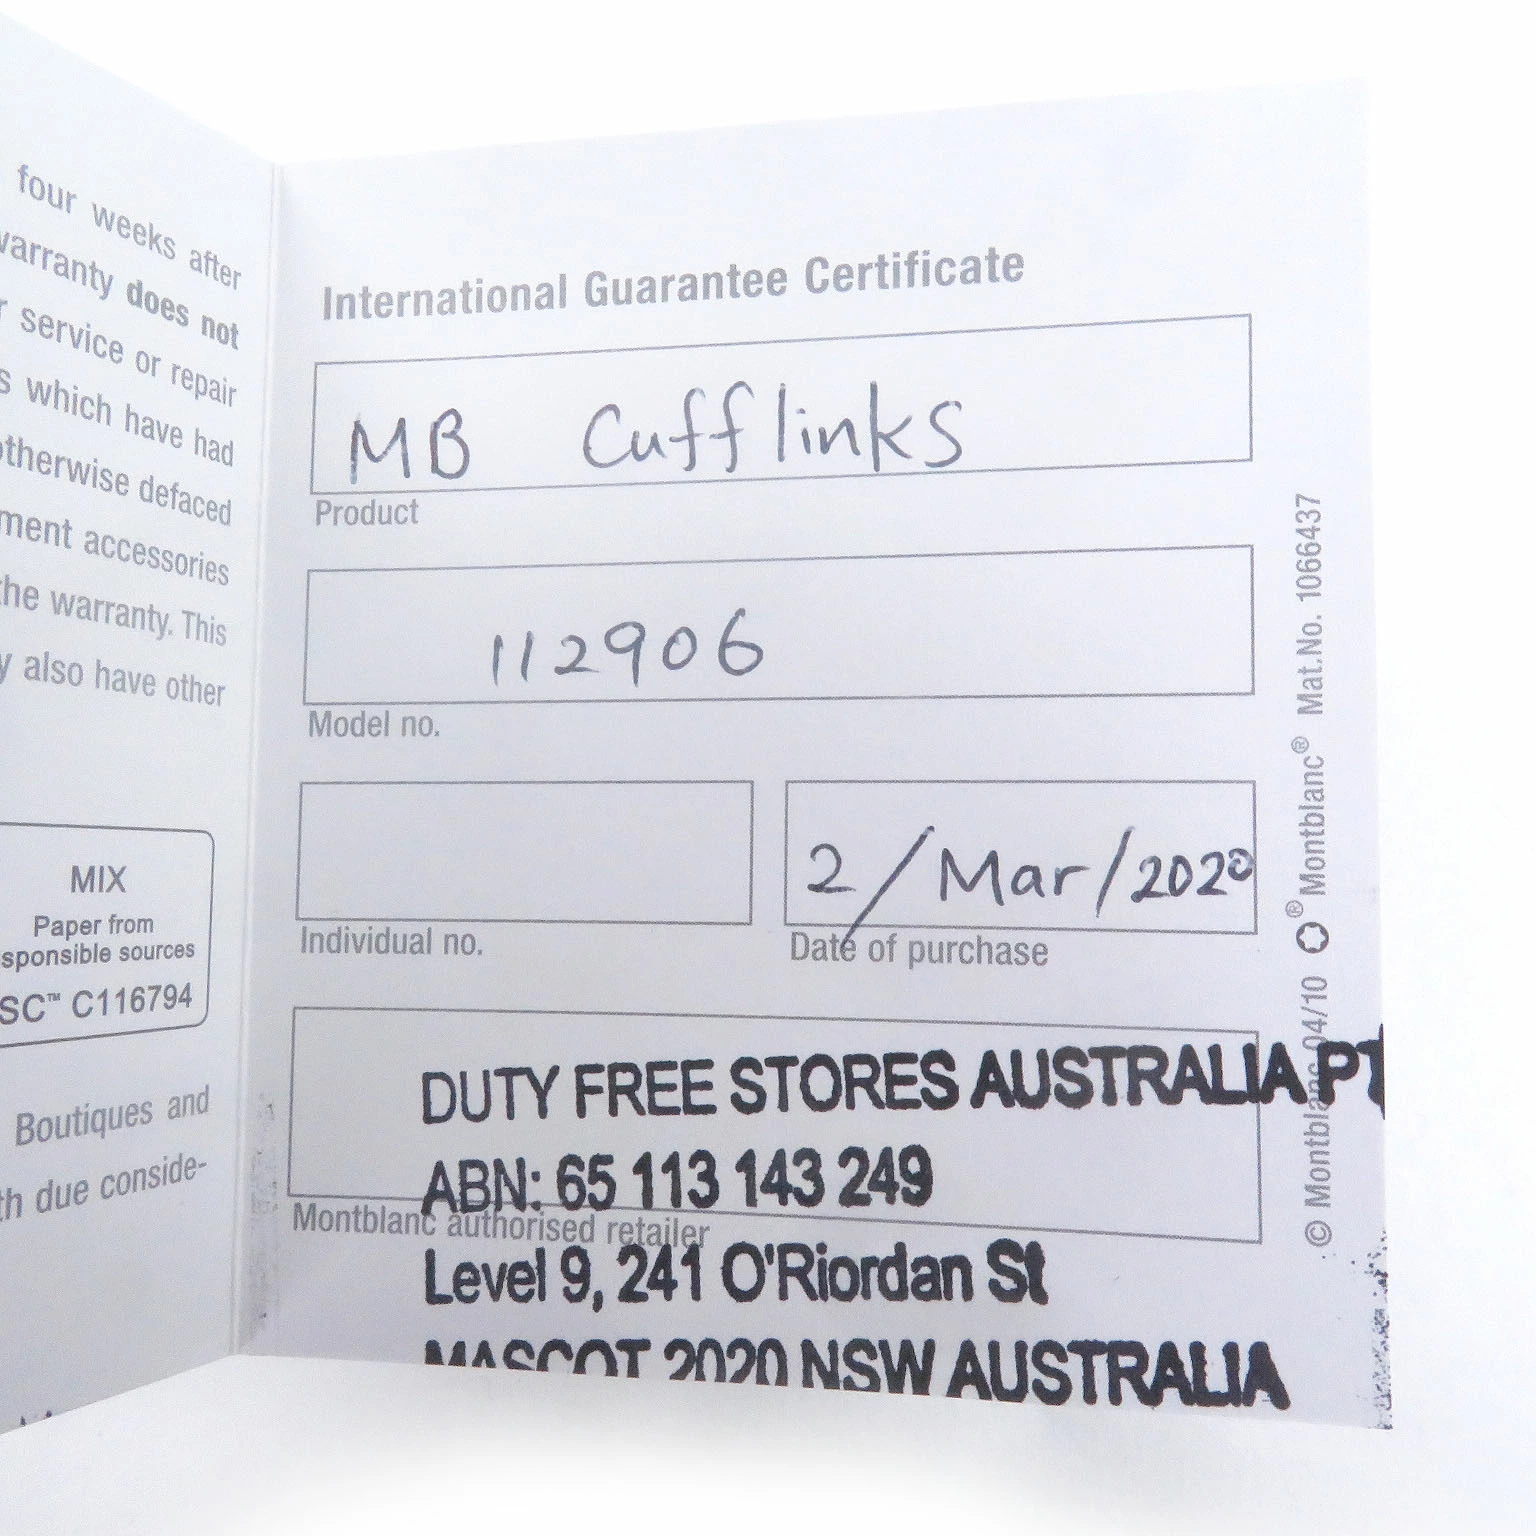 four weeks after
warranty does not
service or repair
which have had
otherwise defaced
accessories
the warranty. This
also have other
MIX
Paper from
sponsible sources
SC™ C116794
Boutiques and
th due conside-
International Guarantee Certificate
MB Cufflinks
Product
112906
Model no.
Individual no.
2/Mar/2020
Date of purchase
DUTY FREE STORES AUSTRALIA PT
ABN: 65 113 143 249
Montblanc authorised retailer
Level 9, 241 O'Riordan St
MASCOT 2020 NSW AUSTRALIA
© Montblanc 04/10 ® Montblanc® Mat.No. 1066437